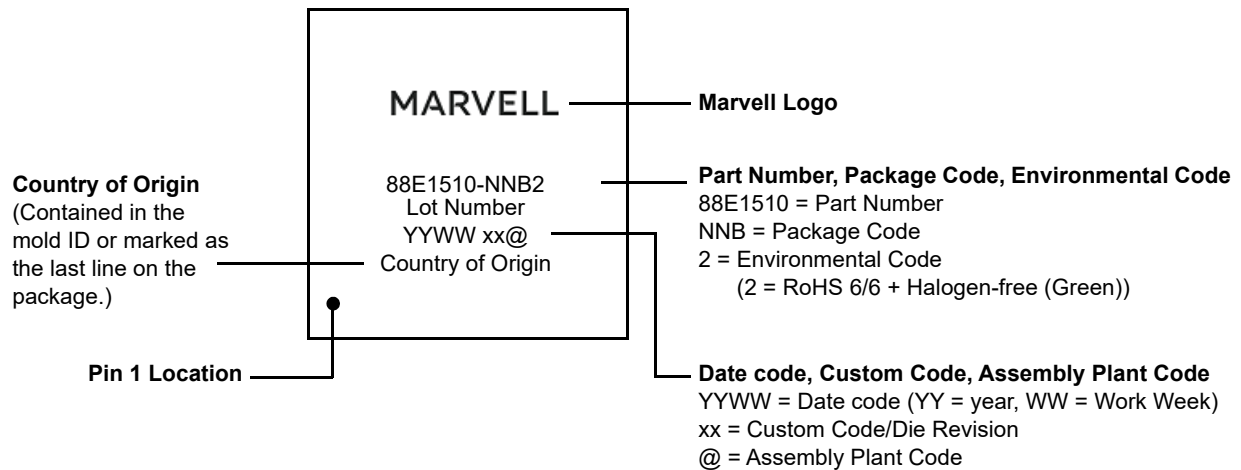 MARVELL
88E1510-NNB2
Lot Number
YYWW xx@
Country of Origin
Country of Origin
(Contained in the
mold ID or marked as
the last line on the
package.)
Pin 1 Location
Marvell Logo
Part Number, Package Code, Environmental Code
88E1510 = Part Number
NNB = Package Code
2 = Environmental Code
(2 = RoHS 6/6 + Halogen-free (Green))
Date code, Custom Code, Assembly Plant Code
YYWW = Date code (YY = year, WW = Work Week)
xx = Custom Code/Die Revision
@ = Assembly Plant Code